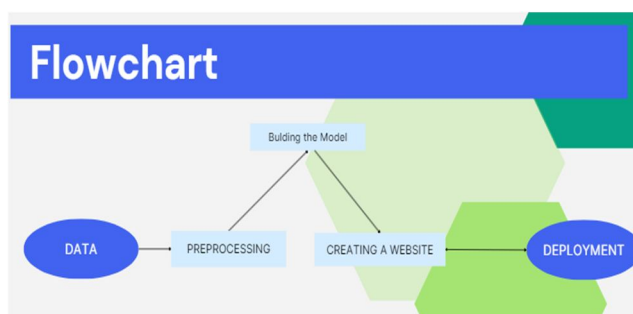 Flowchart
Bulding the Model
DATA
PREPROCESSING
CREATING A WEBSITE
DEPLOYMENT